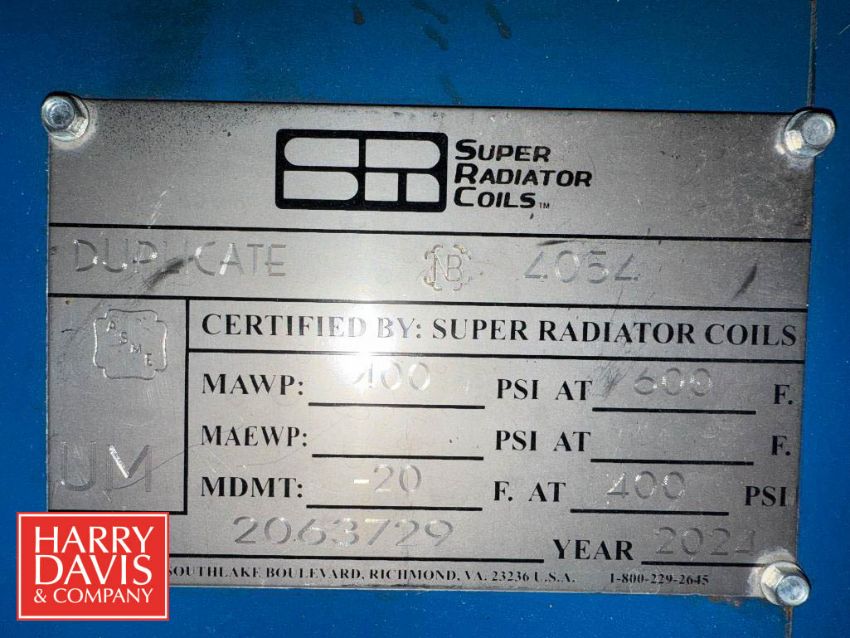 SUPER
RADIATOR
COILS™
DUPLICATE NB 4054
ASME
CERTIFIED BY: SUPER RADIATOR COILS
MAWP: 400 PSI AT 600 F.
MAEWP: PSI AT F.
UM
MDMT: -20 F. AT 400 PSI
2063729 YEAR 2024
SOUTHLAKE BOULEVARD, RICHMOND, VA. 23236 U.S.A. 1-800-229-2645
HARRY
DAVIS
& COMPANY